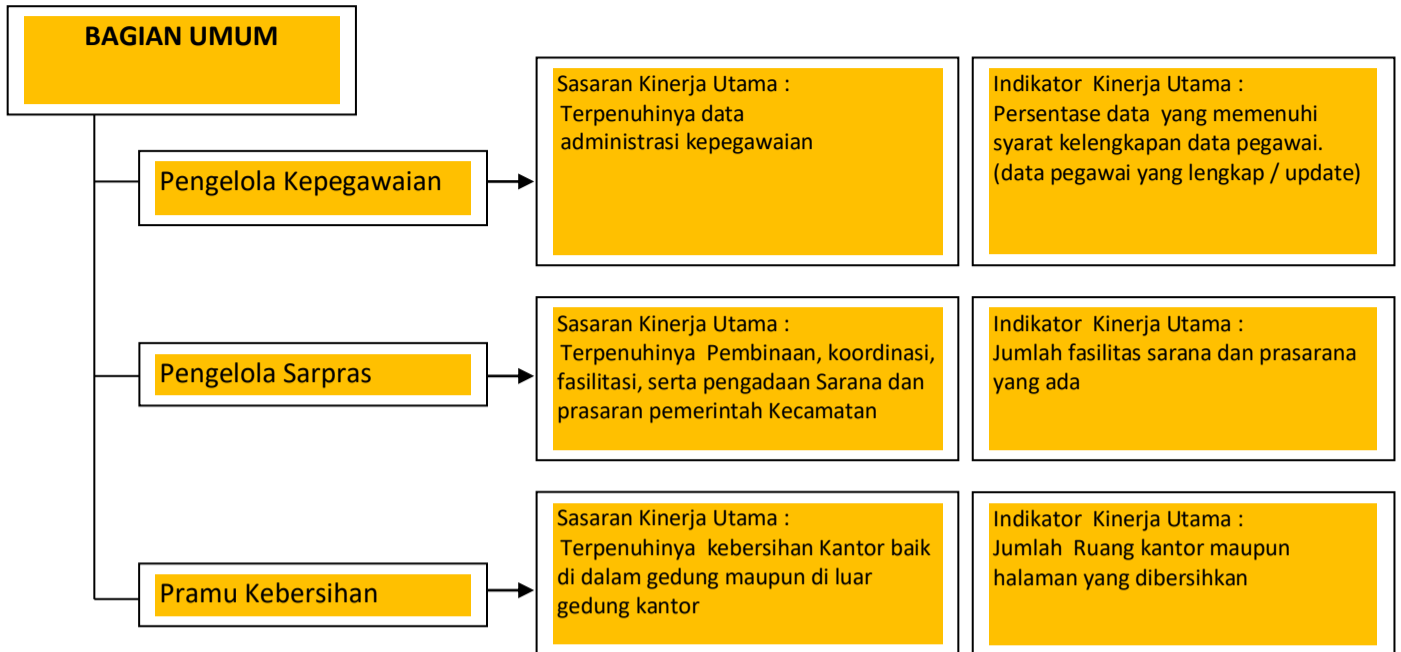 BAGIAN UMUM
Pengelola Kepegawaian
Sasaran Kinerja Utama :
Terpenuhinya data
administrasi kepegawaian
Indikator Kinerja Utama :
Persentase data yang memenuhi
syarat kelengkapan data pegawai.
(data pegawai yang lengkap / update)
Pengelola Sarpras
Sasaran Kinerja Utama :
Terpenuhinya Pembinaan, koordinasi,
fasilitasi, serta pengadaan Sarana dan
prasaran pemerintah Kecamatan
Indikator Kinerja Utama :
Jumlah fasilitas sarana dan prasarana
yang ada
Pramu Kebersihan
Sasaran Kinerja Utama :
Terpenuhinya kebersihan Kantor baik
di dalam gedung maupun di luar
gedung kantor
Indikator Kinerja Utama :
Jumlah Ruang kantor maupun
halaman yang dibersihkan